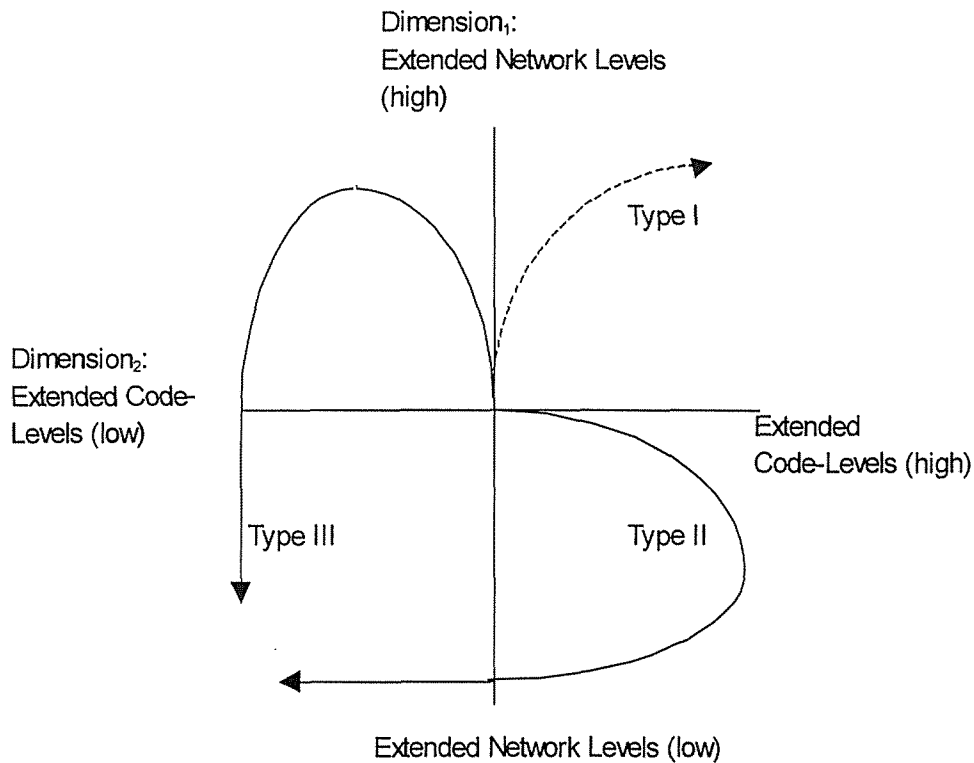 Dimension₁:
Extended Network Levels
(high)
Type I
Dimension₂:
Extended Code-
Levels (low)
Extended
Code-Levels (high)
Type III
Type II
Extended Network Levels (low)